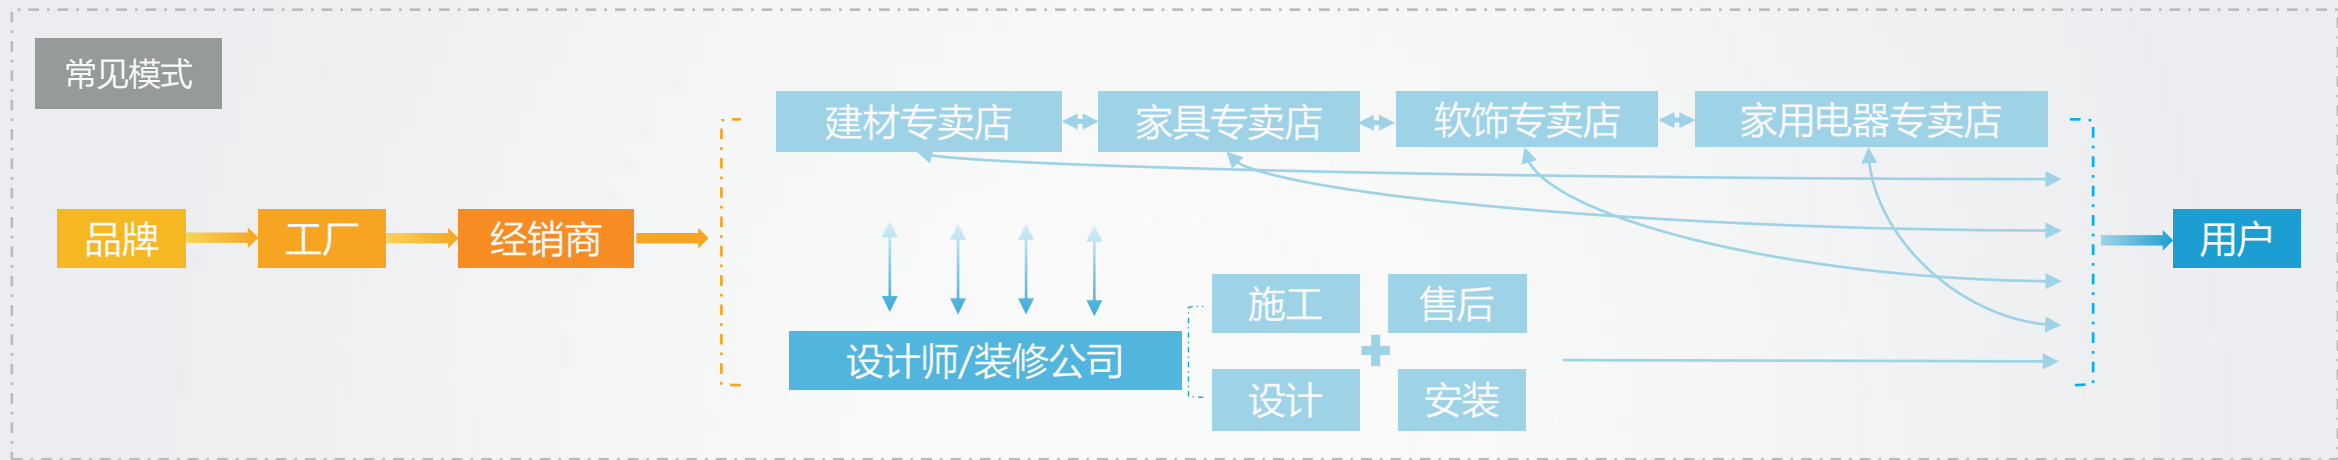 常见模式
建材专卖店
家具专卖店
软饰专卖店
家用电器专卖店
品牌
工厂
经销商
用户
施工
售后
设计师/装修公司
设计
安装